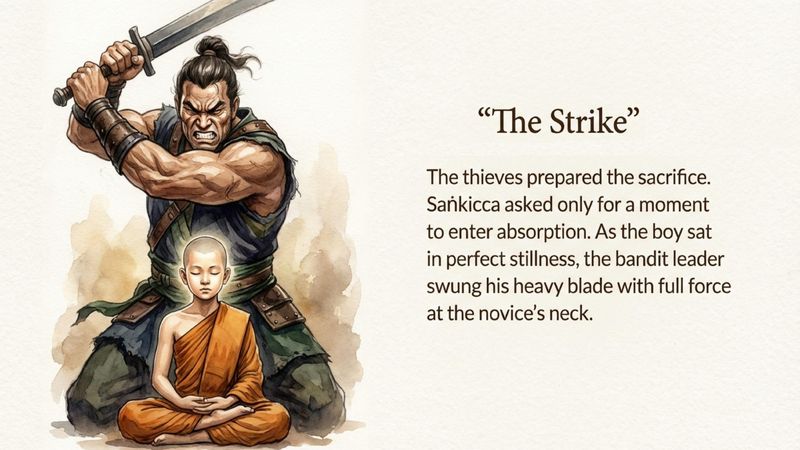 “The Strike”
The thieves prepared the sacrifice.
Saṅkicca asked only for a moment
to enter absorption. As the boy sat
in perfect stillness, the bandit leader
swung his heavy blade with full force
at the novice’s neck.